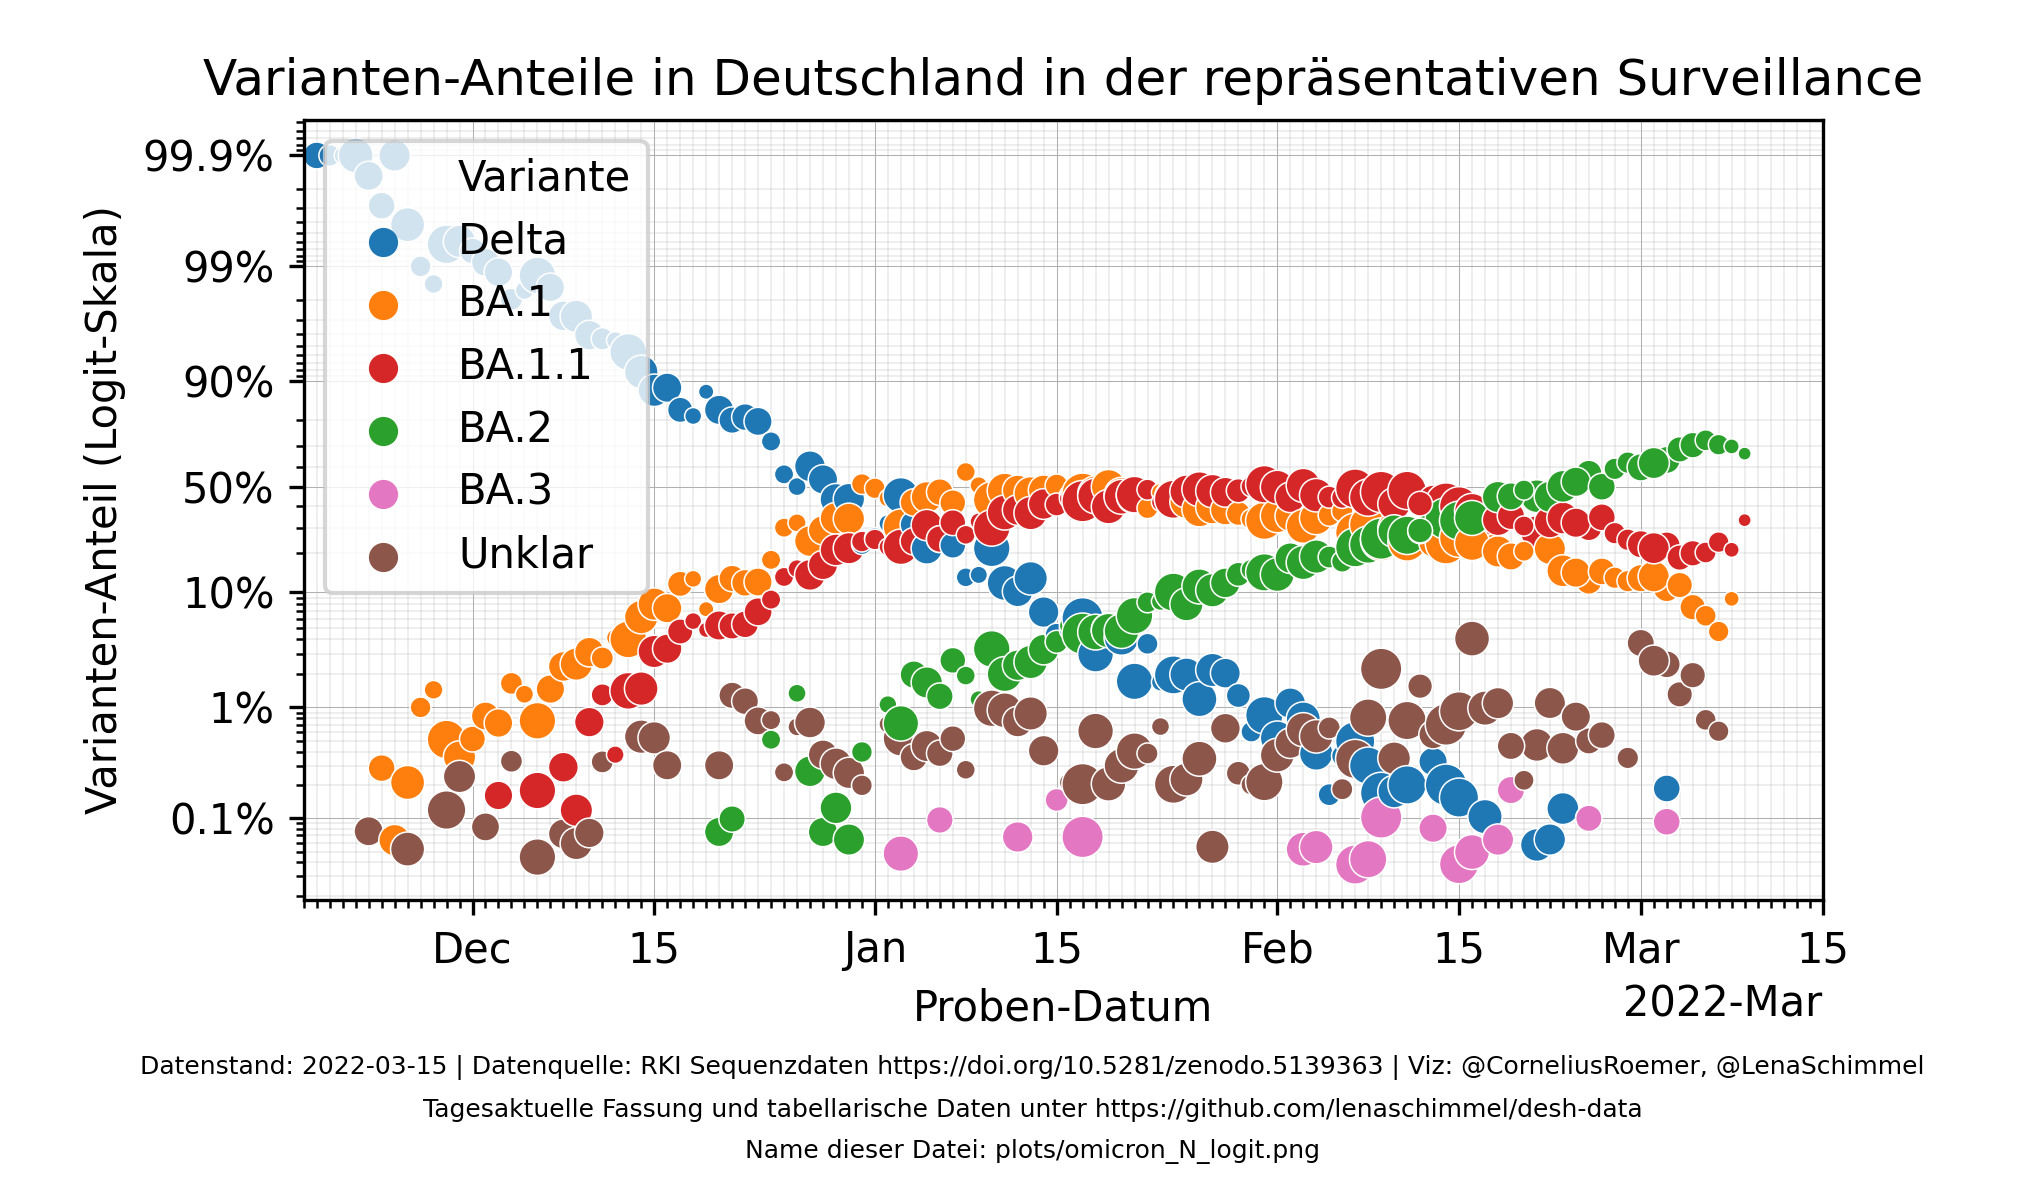 Varianten-Anteile in Deutschland in der repräsentativen Surveillance
Varianten-Anteil (Logit-Skala)
99.9%
99%
90%
50%
10%
1%
0.1%
Variante
Delta
BA.1
BA.1.1
BA.2
BA.3
Unklar
Dec 15 Jan 15 Feb 15 Mar 15
Proben-Datum
2022-Mar
Datenstand: 2022-03-15 | Datenquelle: RKI Sequenzdaten https://doi.org/10.5281/zenodo.5139363 | Viz: @CorneliusRoemer, @LenaSchimmel
Tagesaktuelle Fassung und tabellarische Daten unter https://github.com/lenaschimmel/desh-data
Name dieser Datei: plots/omicron_N_logit.png